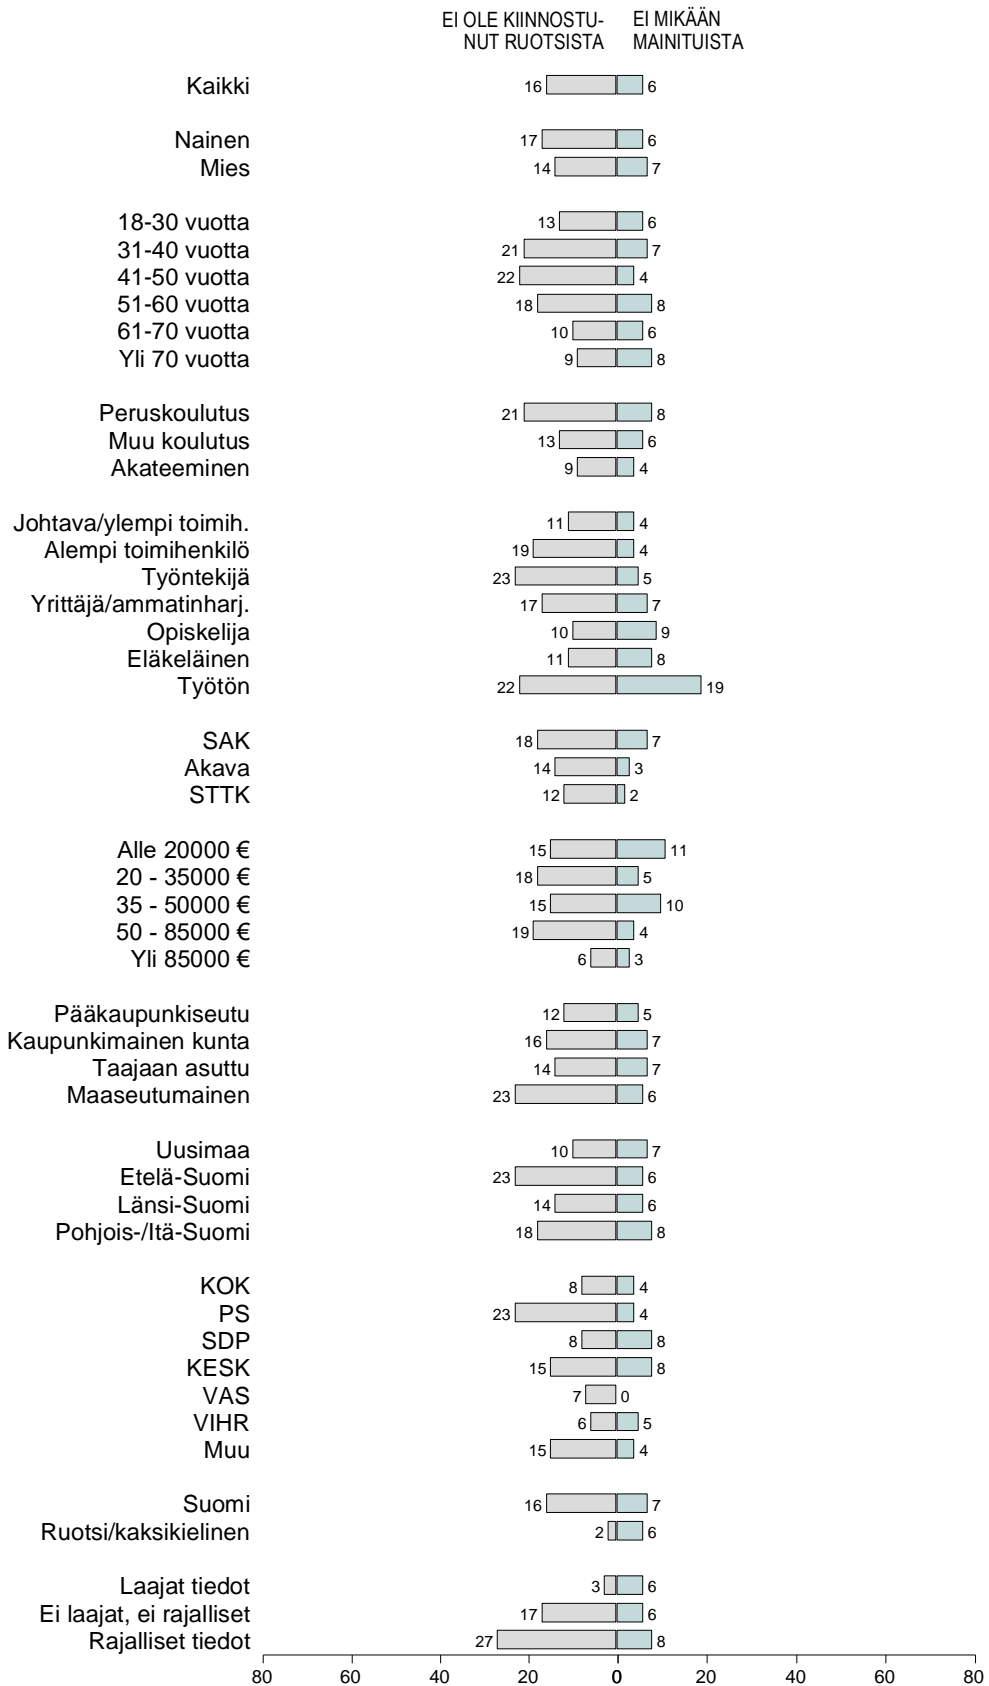 EI OLE KIINNOSTU- EI MIKÄÄN
NUT RUOTSISTA MAINITUISTA
Kaikki 16 6
Nainen 17 6
Mies 14 7
18-30 vuotta 13 6
31-40 vuotta 21 7
41-50 vuotta 22 4
51-60 vuotta 18 8
61-70 vuotta 10 6
Yli 70 vuotta 9 8
Peruskoulutus 21 8
Muu koulutus 13 6
Akateeminen 9 4
Johtava/ylempi toimih. 11 4
Alempi toimihenkilö 19 4
Työntekijä 23 5
Yrittäjä/ammatinharj. 17 7
Opiskelija 10 9
Eläkeläinen 11 8
Työtön 22 19
SAK 18 7
Akava 14 3
STTK 12 2
Alle 20000 € 15 11
20 - 35000 € 18 5
35 - 50000 € 15 10
50 - 85000 € 19 4
Yli 85000 € 6 3
Pääkaupunkiseutu 12 5
Kaupunkimainen kunta 16 7
Taajaan asuttu 14 7
Maaseutumainen 23 6
Uusimaa 10 7
Etelä-Suomi 23 6
Länsi-Suomi 14 6
Pohjois-/Itä-Suomi 18 8
KOK 8 4
PS 23 4
SDP 8 8
KESK 15 8
VAS 7 0
VIHR 6 5
Muu 15 4
Suomi 16 7
Ruotsi/kaksikielinen 2 6
Laajat tiedot 3 6
Ei laajat, ei rajalliset 17 6
Rajalliset tiedot 27 8
80 60 40 20 0 20 40 60 80